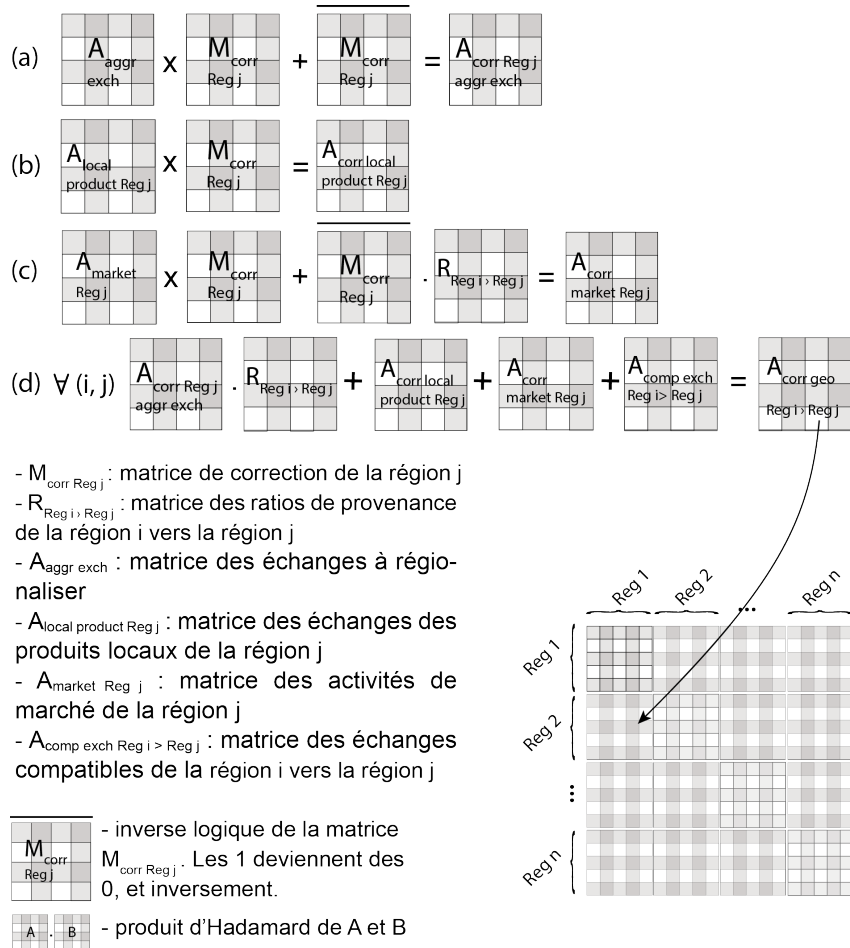 (a) A aggr exch x M corr Reg j + M corr Reg j = A corr Reg j aggr exch
(b) A local product Reg j x M corr Reg j = A corr local product Reg j
(c) A market Reg j x M corr Reg j + M corr Reg j . R Reg i › Reg j = A corr market Reg j
(d) ∀ (i, j) A corr Reg j aggr exch . R Reg i › Reg j + A corr local product Reg j + A corr market Reg j + A comp exch Reg i> Reg j = A corr geo Reg i › Reg j
- M corr Reg j : matrice de correction de la région j
- R Reg i › Reg j : matrice des ratios de provenance
de la région i vers la région j
- A aggr exch : matrice des échanges à régio-
naliser
- A local product Reg j : matrice des échanges des
produits locaux de la région j
- A market Reg j : matrice des activités de
marché de la région j
- A comp exch Reg i > Reg j : matrice des échanges
compatibles de la région i vers la région j
Reg 1 Reg 2 ... Reg n
Reg 1
Reg 2
...
Reg n
M corr Reg j
- inverse logique de la matrice
M corr Reg j . Les 1 deviennent des
0, et inversement.
A . B - produit d'Hadamard de A et B